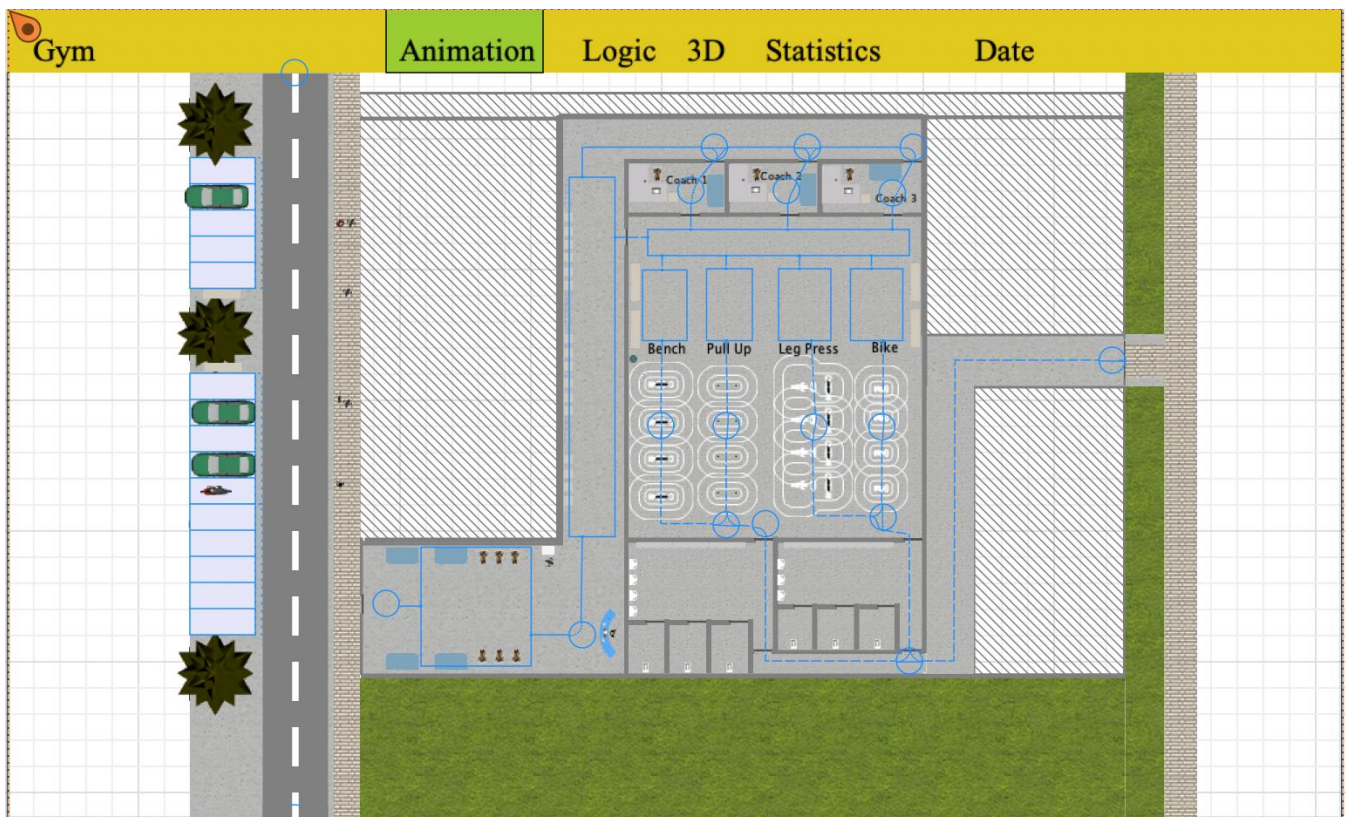 Gym Animation Logic 3D Statistics Date
Coach 1 Coach 2 Coach 3
Bench Pull Up Leg Press Bike